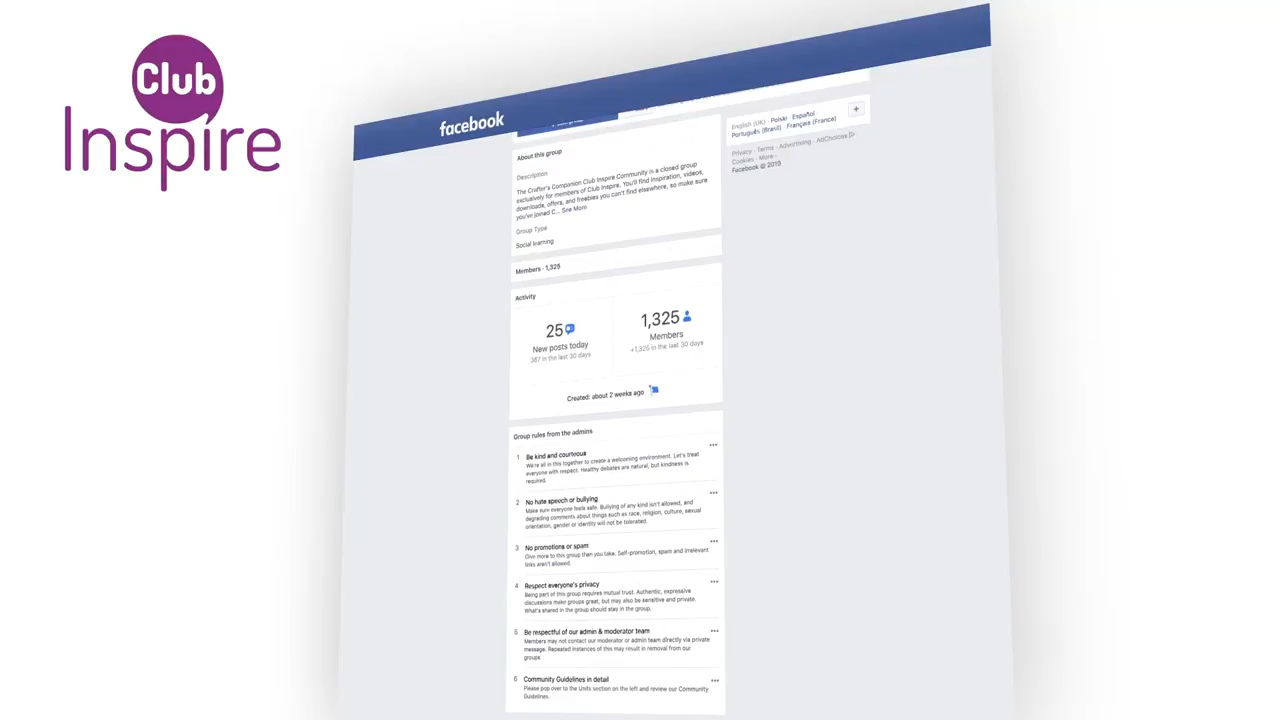 Club
Inspire
facebook
About this group
Description
The Crafter's Companion Club Inspire Community is a closed group
exclusively for members of Club Inspire. You'll find inspiration, videos,
downloads, offers, and freebies you can't find elsewhere, so make sure
you've joined C... See More
Group Type
Social learning
Members · 1,325
Activity
25
New posts today
367 in the last 30 days
1,325
Members
+1,325 in the last 30 days
Created: about 2 weeks ago
Group rules from the admins
1 Be kind and courteous
We're all in this together to create a welcoming environment. Let's treat
everyone with respect. Healthy debates are natural, but kindness is
required.
2 No hate speech or bullying
Make sure everyone feels safe. Bullying of any kind isn't allowed, and
degrading comments about things such as race, religion, culture, sexual
orientation, gender or identity will not be tolerated.
3 No promotions or spam
Give more to this group than you take. Self-promotion, spam and irrelevant
links aren't allowed.
4 Respect everyone's privacy
Being part of this group requires mutual trust. Authentic, expressive
discussions make groups great, but may also be sensitive and private.
What's shared in the group should stay in the group.
5 Be respectful of our admin & moderator team
Members may not contact our moderator or admin team directly via private
message. Repeated instances of this may result in removal from our
groups
6 Community Guidelines in detail
Please pop over to the Units section on the left and review our Community
Guidelines.
English (UK) · Polski · Español ·
Português (Brasil) · Français (France)
+
Privacy · Terms · Advertising · AdChoices
Cookies · More ·
Facebook © 2019